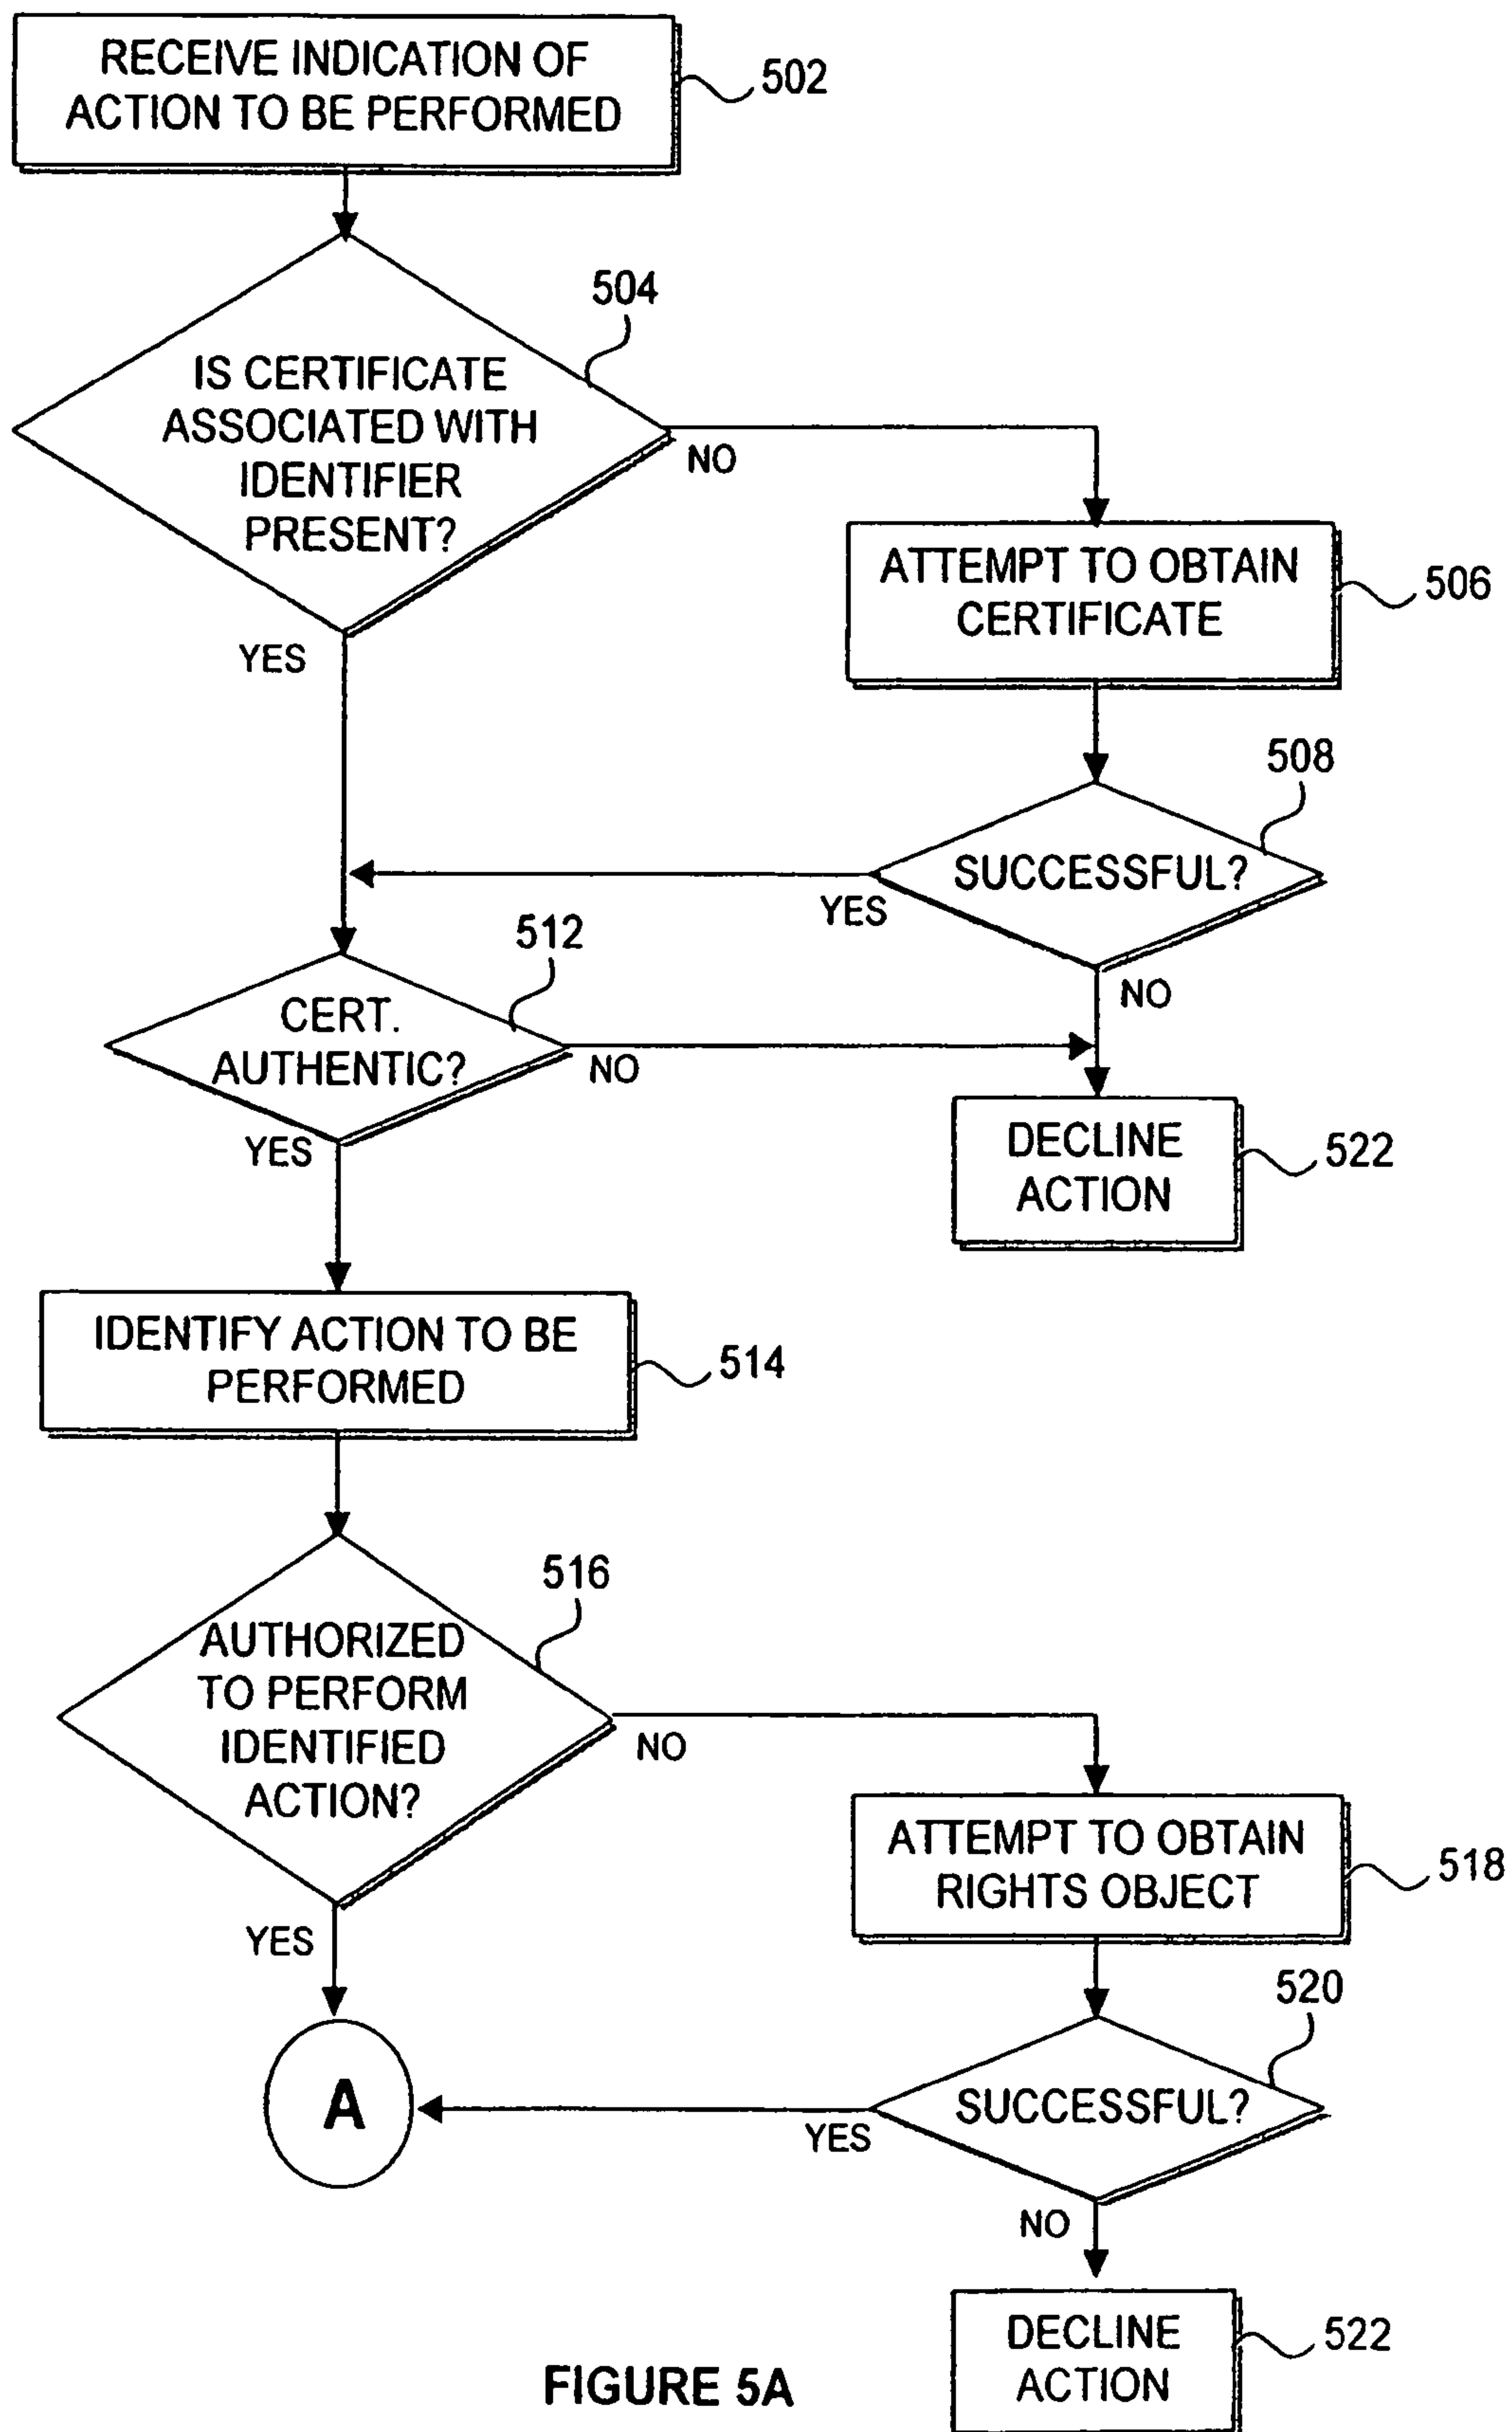 RECEIVE INDICATION OF
ACTION TO BE PERFORMED
502
504
IS CERTIFICATE
ASSOCIATED WITH
IDENTIFIER
PRESENT?
NO
YES
ATTEMPT TO OBTAIN
CERTIFICATE
506
508
SUCCESSFUL?
YES
NO
512
CERT.
AUTHENTIC?
NO
YES
DECLINE
ACTION
522
IDENTIFY ACTION TO BE
PERFORMED
514
516
AUTHORIZED
TO PERFORM
IDENTIFIED
ACTION?
NO
YES
ATTEMPT TO OBTAIN
RIGHTS OBJECT
518
520
SUCCESSFUL?
YES
NO
A
DECLINE
ACTION
522
FIGURE 5A